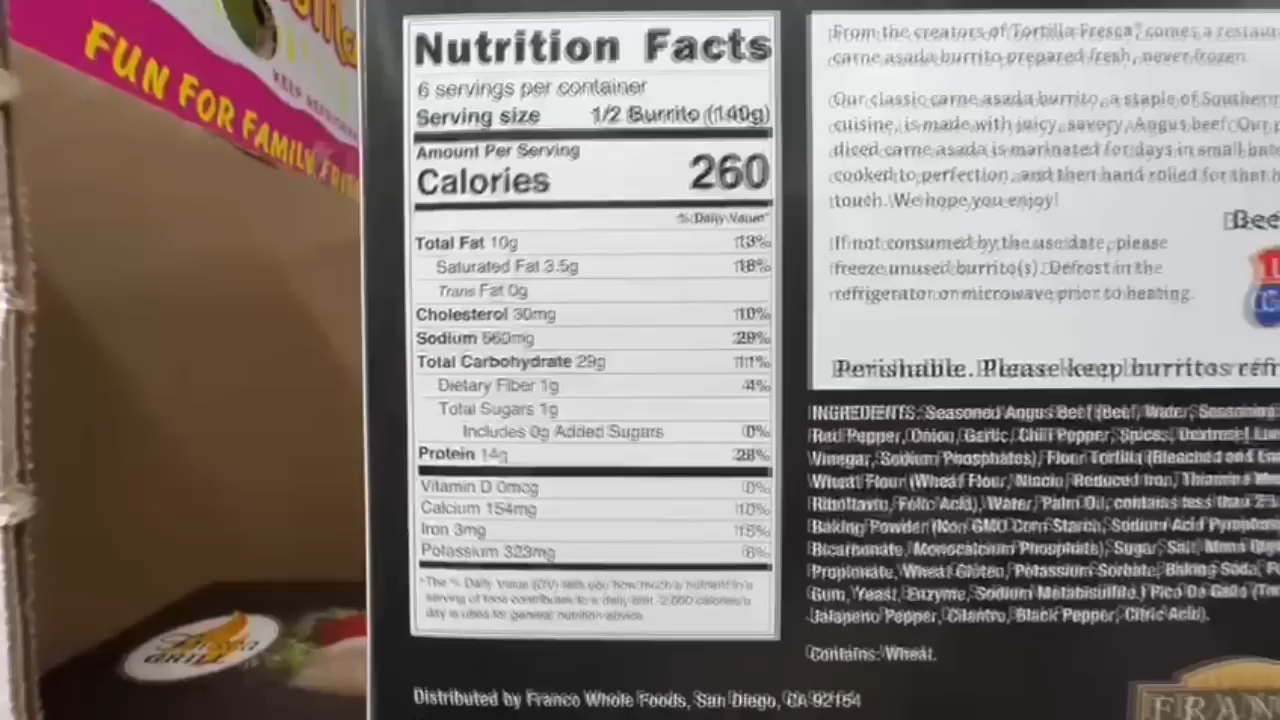 FUN FOR FAMILY
Nutrition Facts
6 servings per container
Serving size 1/2 Burrito (140g)
Amount Per Serving
Calories 260
% Daily Value*
Total Fat 10g 13%
Saturated Fat 3.5g 18%
Trans Fat 0g
Cholesterol 30mg 10%
Sodium 660mg 29%
Total Carbohydrate 29g 11%
Dietary Fiber 1g 4%
Total Sugars 1g
Includes 0g Added Sugars 0%
Protein 14g 28%
Vitamin D 0mcg 0%
Calcium 154mg 10%
Iron 3mg 15%
Potassium 323mg 6%
*The % Daily Value (DV) tells you how much a nutrient in a
serving of food contributes to a daily diet. 2,000 calories a
day is used for general nutrition advice.
Distributed by Franco Whole Foods, San Diego, CA 92154
From the creators of Tortilla Fresca® comes a
carne asada burrito prepared fresh, never frozen.
Our classic carne asada burrito, a staple of
cuisine, is made with juicy, savory, Angus beef. Our
diced carne asada is marinated for days in small
cooked to perfection, and then hand rolled for that
touch. We hope you enjoy!
If not consumed by the use date, please
freeze unused burrito(s). Defrost in the
refrigerator or microwave prior to heating.
Beef
Perishable. Please keep burritos
INGREDIENTS: Seasoned Angus Beef (Beef, Water, Seasoning
Red Pepper, Onion, Garlic, Chili Pepper, Spices, Dextrose)
Vinegar, Sodium Phosphates), Flour Tortilla (Bleached and
Wheat Flour (Wheat Flour, Niacin, Reduced Iron, Thiamine
Riboflavin, Folic Acid), Water, Palm Oil, contains less than 2%
Baking Powder (Non GMO Corn Starch, Sodium Acid
Bicarbonate, Monocalcium Phosphate), Sugar, Salt,
Propionate, Wheat Gluten, Potassium Sorbate, Baking Soda,
Gum, Yeast, Enzyme, Sodium Metabisulfite,) Pico De Gallo
Jalapeno Pepper, Cilantro, Black Pepper, Citric Acid).
Contains: Wheat.
GRILL
FRAN